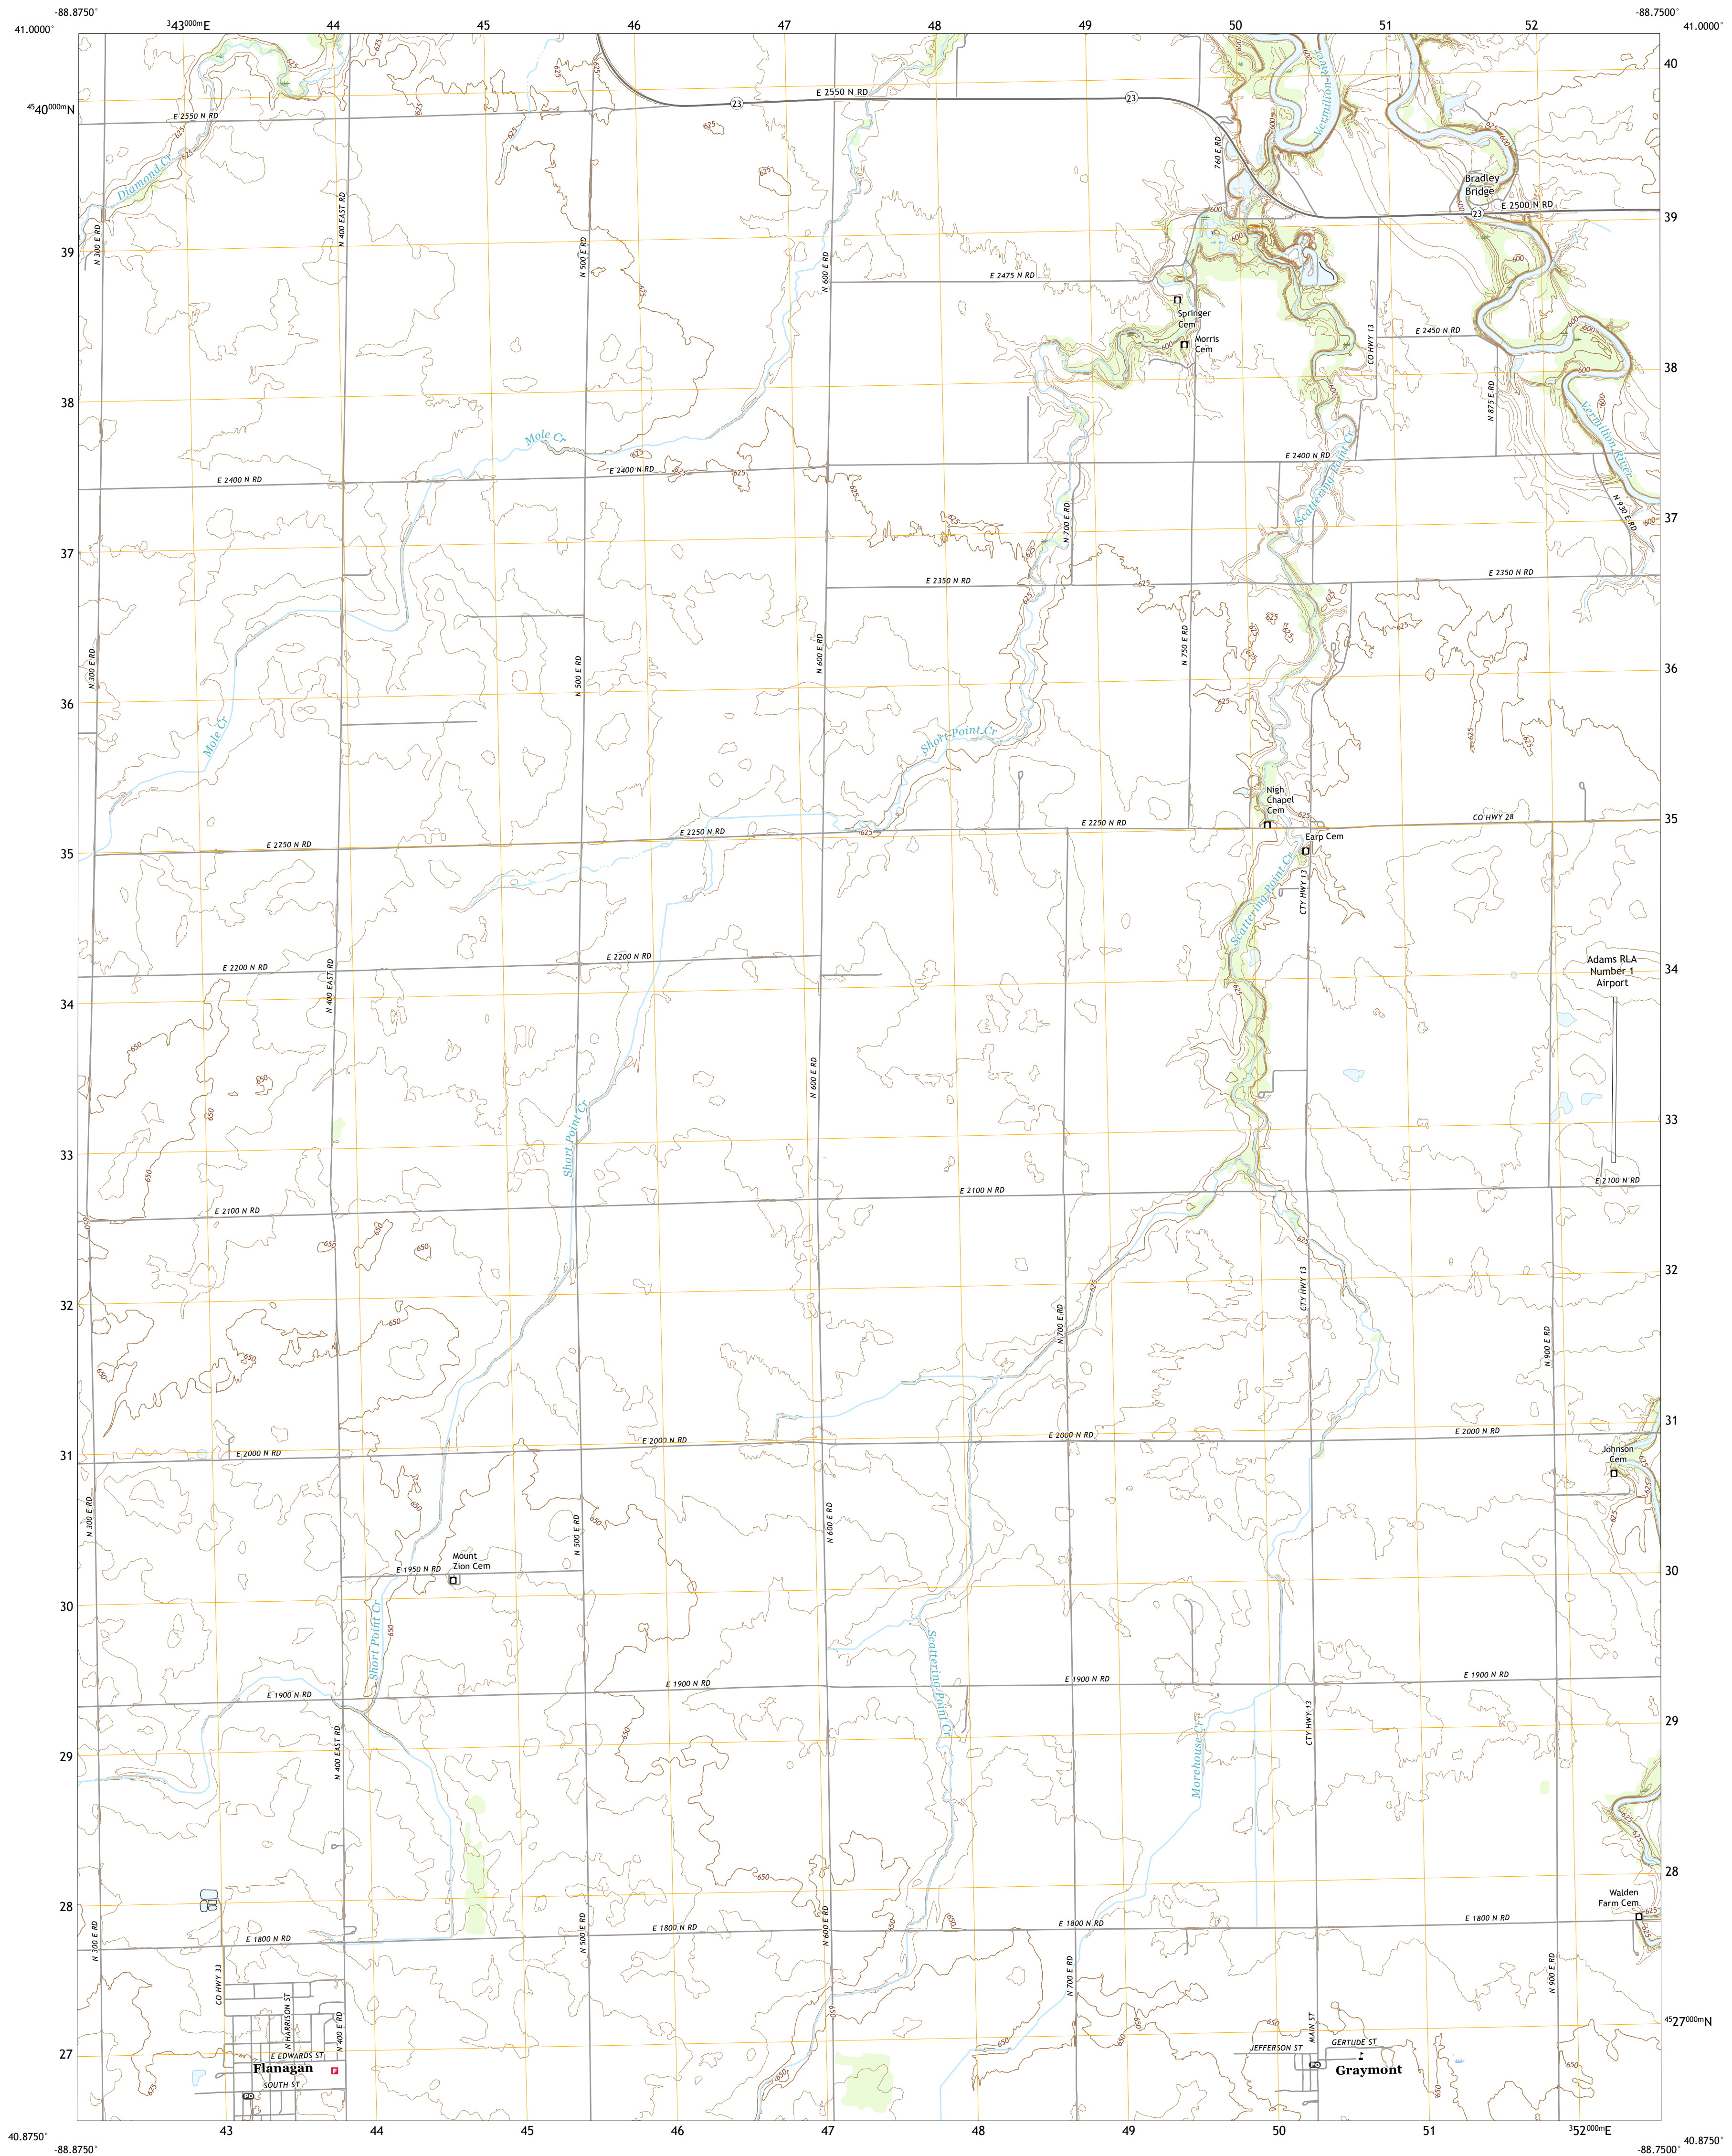 -88.8750°
-88.7500°
41.0000°
³43⁰⁰⁰ᵐE
44
45
46
47
48
49
50
51
52
41.0000°
⁴⁵40⁰⁰⁰ᵐN
40
E 2550 N RD
E 2550 N RD
23
23
Vermilion River
760 E RD
Diamond Cr
Bradley
Bridge
E 2500 N RD
23
39
39
N 300 E RD
N 400 EAST RD
N 500 E RD
N 600 E RD
E 2475 N RD
Springer
Cem
Morris
Cem
CO HWY 13
E 2450 N RD
38
38
N 875 E RD
Mole Cr
Vermilion River
E 2400 N RD
E 2400 N RD
E 2400 N RD
Scattering Point Cr
N 700 E RD
N 930 E RD
37
37
E 2350 N RD
E 2350 N RD
N 300 E RD
N 500 E RD
N 600 E RD
N 750 E RD
36
36
Mole Cr
Short Point Cr
Nigh
Chapel
Cem
35
35
E 2250 N RD
E 2250 N RD
E 2250 N RD
CO HWY 28
Earp Cem
Scattering Point Cr
CTY HWY 13
E 2200 N RD
E 2200 N RD
N 400 EAST RD
34
34
Adams RLA
Number 1
Airport
N 600 E RD
Short Point Cr
33
33
E 2100 N RD
E 2100 N RD
E 2100 N RD
32
32
CTY HWY 13
N 700 E RD
N 900 E RD
31
31
E 2000 N RD
E 2000 N RD
E 2000 N RD
E 2000 N RD
Johnson
Cem
N 300 E RD
N 500 E RD
N 600 E RD
Mount
Zion Cem
E 1950 N RD
30
30
Short Point Cr
Scattering Point Cr
E 1900 N RD
E 1900 N RD
E 1900 N RD
E 1900 N RD
29
29
N 400 EAST RD
Morehouse Cr
CTY HWY 13
28
28
Walden
Farm Cem
N 300 E RD
E 1800 N RD
N 500 E RD
E 1800 N RD
N 600 E RD
E 1800 N RD
E 1800 N RD
CO HWY 33
N HARRISON ST
N 400 E RD
N 700 E RD
N 900 E RD
MAIN ST
27
⁴⁵27⁰⁰⁰ᵐN
E EDWARDS ST
Flanagan
F
SOUTH ST
PO
JEFFERSON ST
GERTUDE ST
PO
Graymont
625
600
650
675
40.8750°
43
44
45
46
47
48
49
50
51
³52⁰⁰⁰ᵐE
40.8750°
-88.8750°
-88.7500°